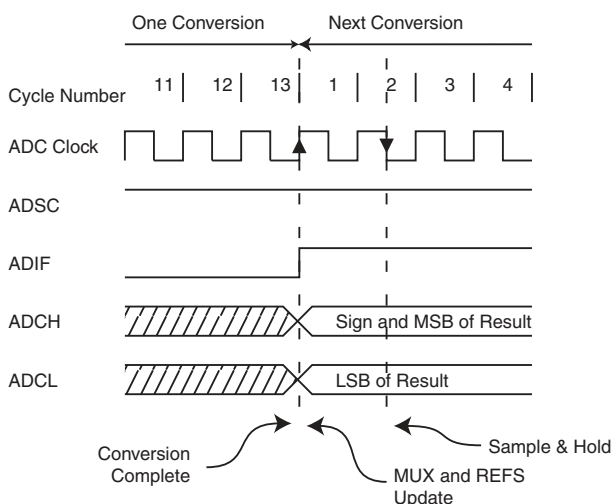 One Conversion Next Conversion
Cycle Number 11 12 13 1 2 3 4
ADC Clock
ADSC
ADIF
ADCH Sign and MSB of Result
ADCL LSB of Result
Conversion
Complete
MUX and REFS
Update
Sample & Hold